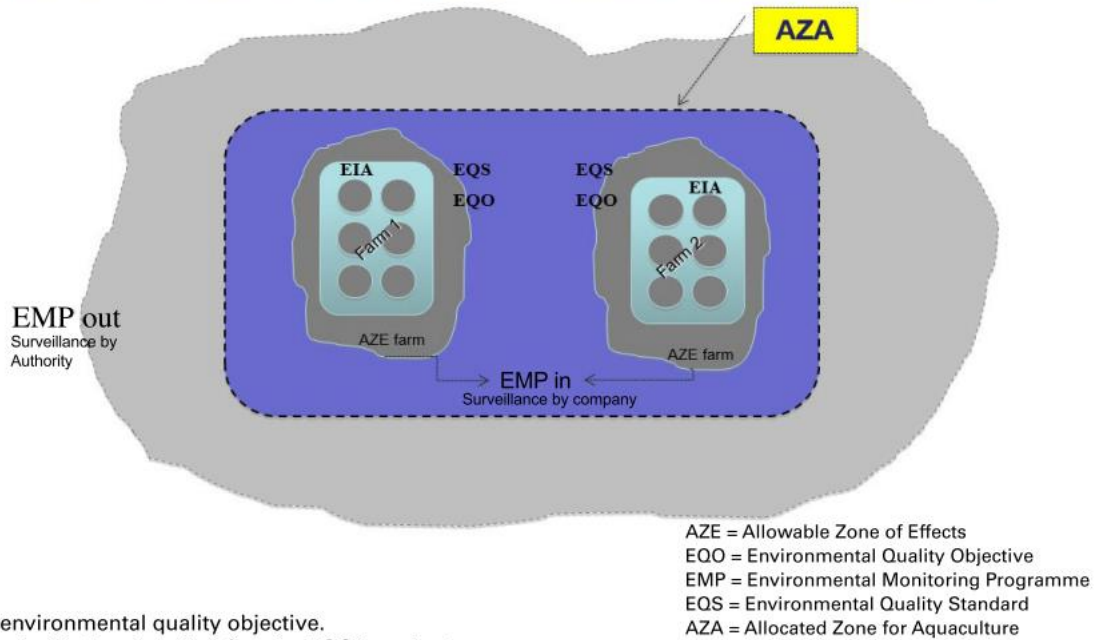 AZA
EIA
EQS
EQO
Farm 1
AZE farm
EQS
EQO
EIA
Farm 2
AZE farm
EMP in
Surveillance by company
EMP out
Surveillance by
Authority
AZE = Allowable Zone of Effects
EQO = Environmental Quality Objective
EMP = Environmental Monitoring Programme
EQS = Environmental Quality Standard
AZA = Allocated Zone for Aquaculture
environmental quality objective.